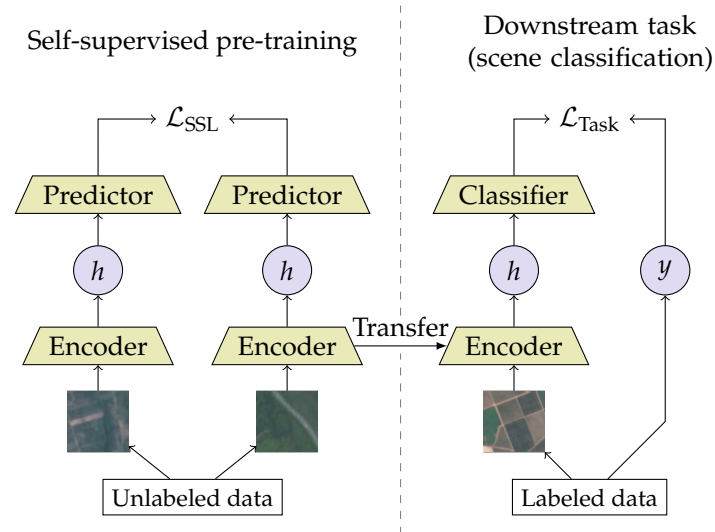 Self-supervised pre-training
Downstream task
(scene classification)
ℒSSL
ℒTask
Predictor
Predictor
Classifier
h
h
h
y
Encoder
Encoder
Transfer
Encoder
Unlabeled data
Labeled data